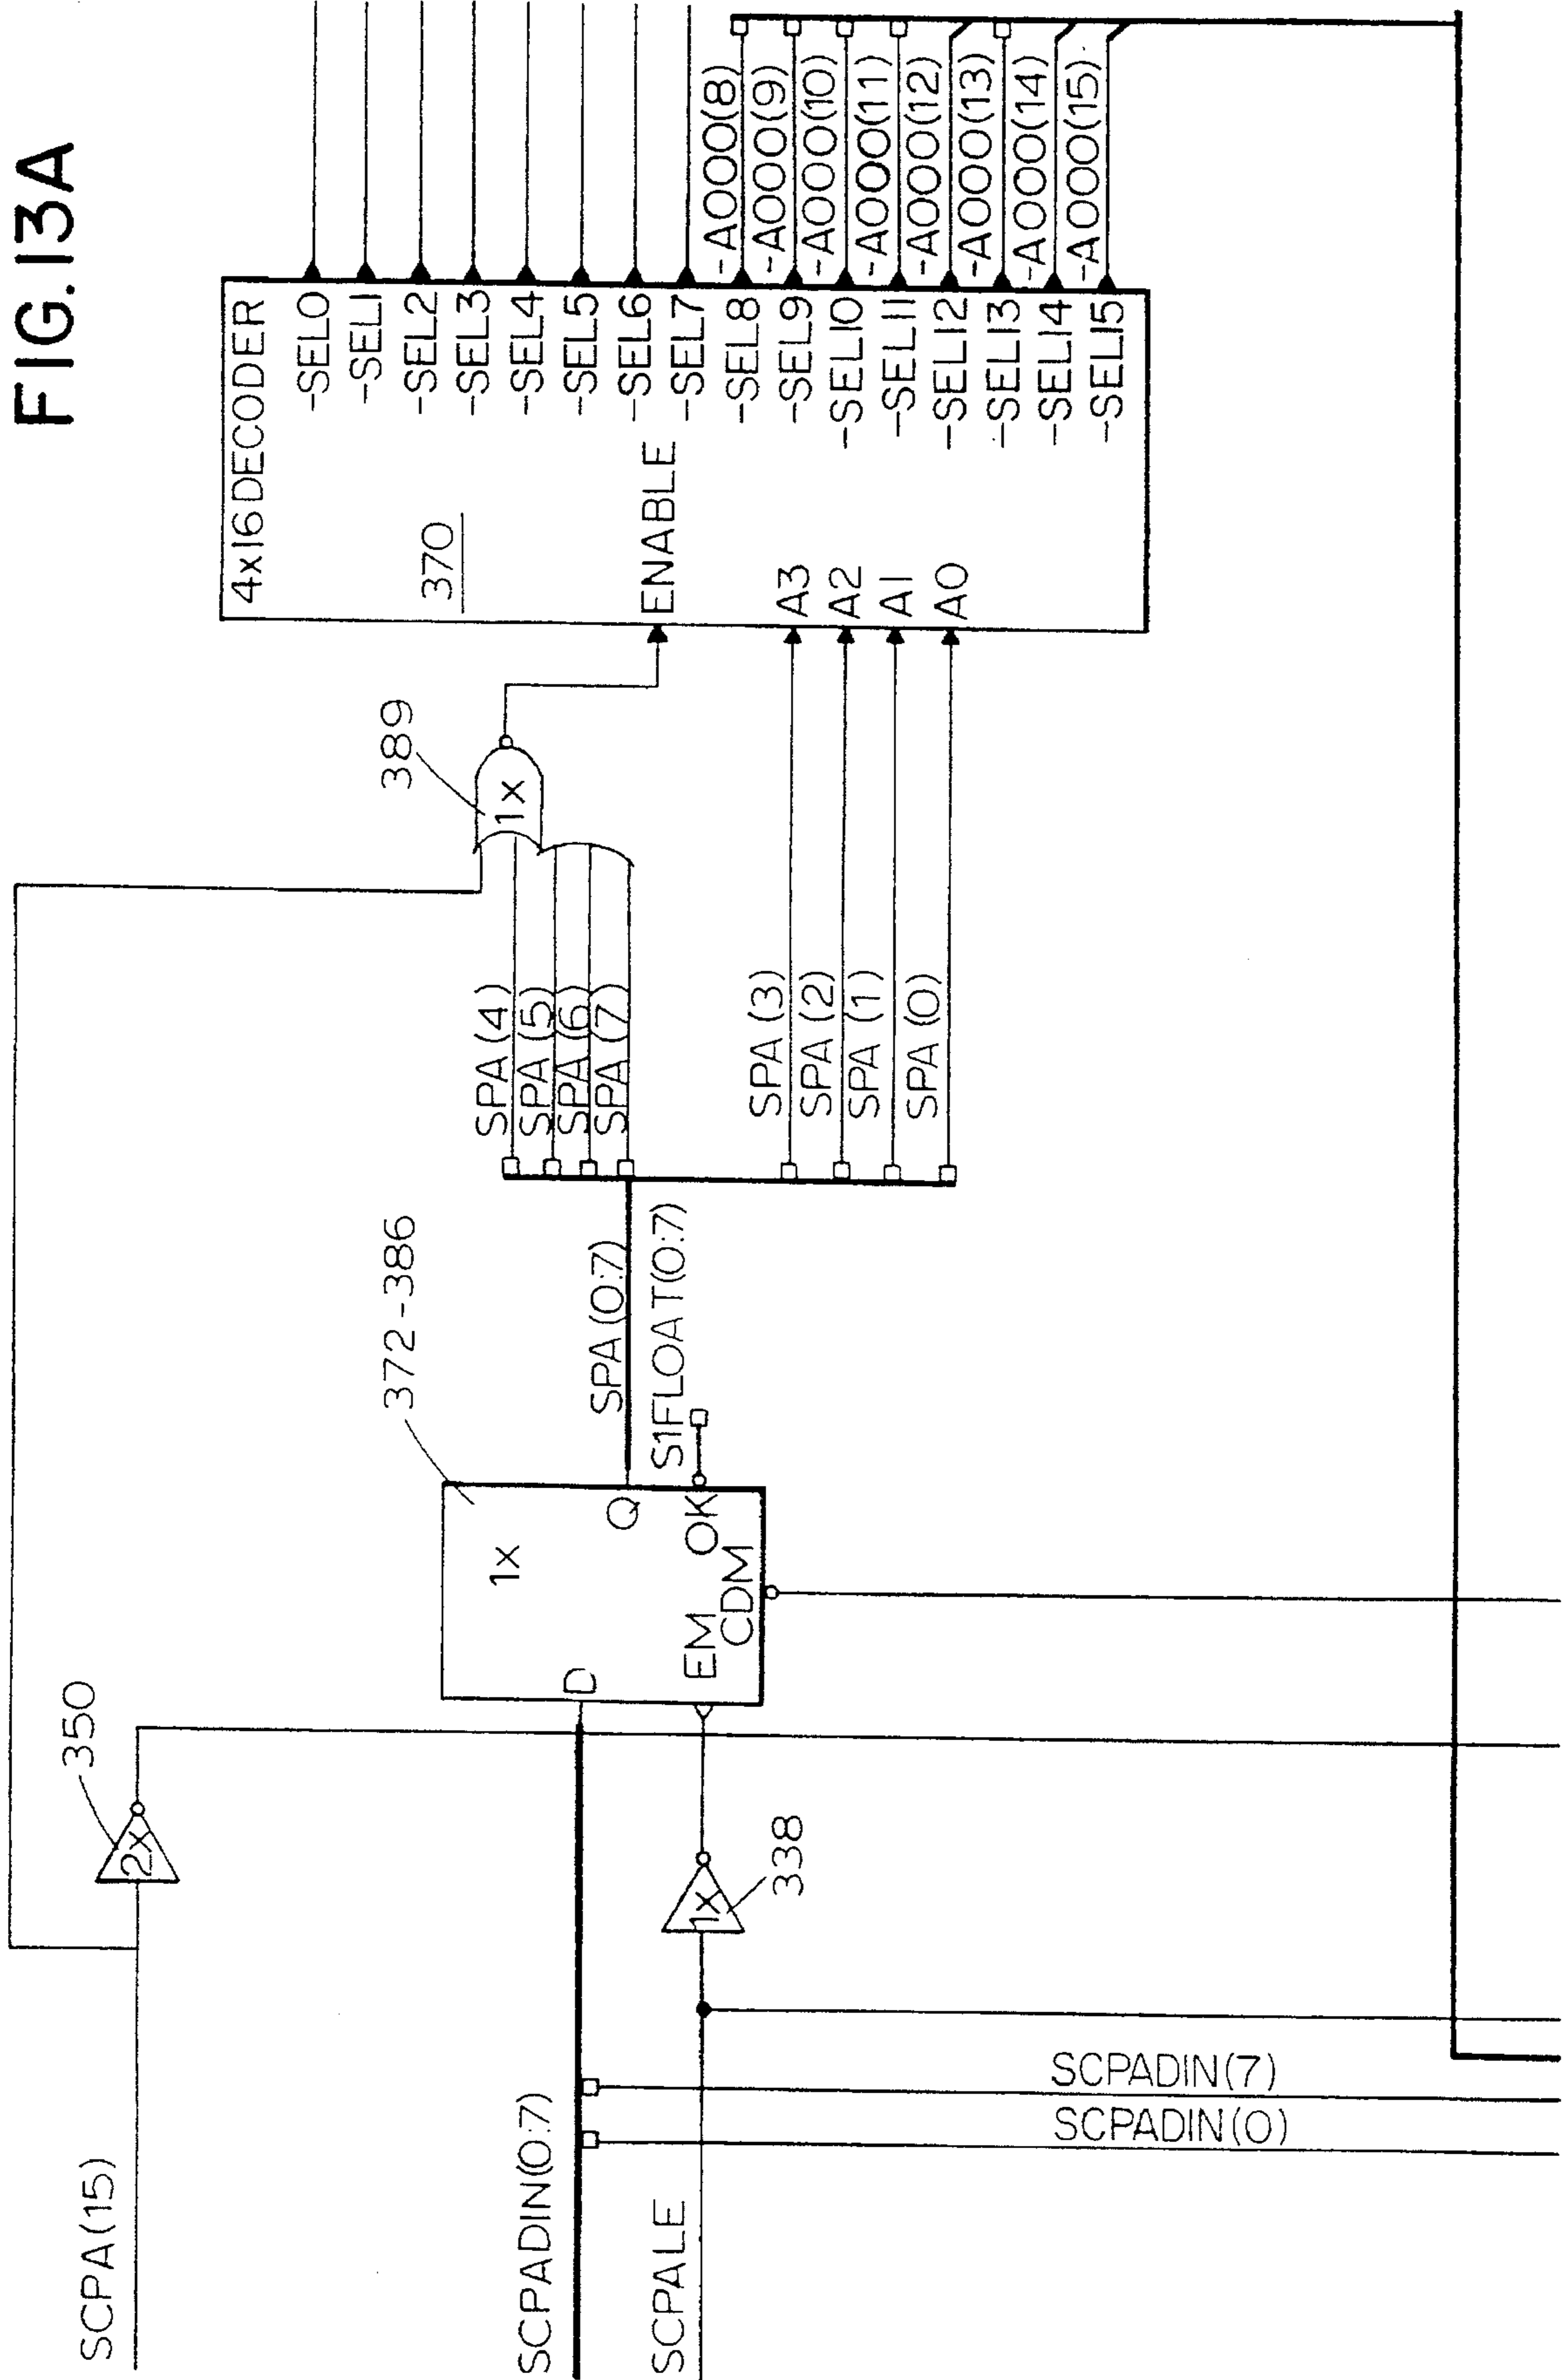 FIG.13A
SCPA(15)
350
2X
SCPADIN(0:7)
SCPALE
338
1X
SCPADIN(7)
SCPADIN(0)
372-386
1X
D
Q
EM
OK
CDM
SPA(0:7)
S1FLOAT(0:7)
SPA(4)
SPA(5)
SPA(6)
SPA(7)
SPA(3)
SPA(2)
SPA(1)
SPA(0)
389
1X
4x16DECODER
370
ENABLE
A3
A2
A1
A0
-SEL0
-SEL1
-SEL2
-SEL3
-SEL4
-SEL5
-SEL6
-SEL7
-SEL8
-SEL9
-SEL10
-SEL11
-SEL12
-SEL13
-SEL14
-SEL15
-A000(8)
-A000(9)
-A000(10)
-A000(11)
-A000(12)
-A000(13)
-A000(14)
-A000(15)